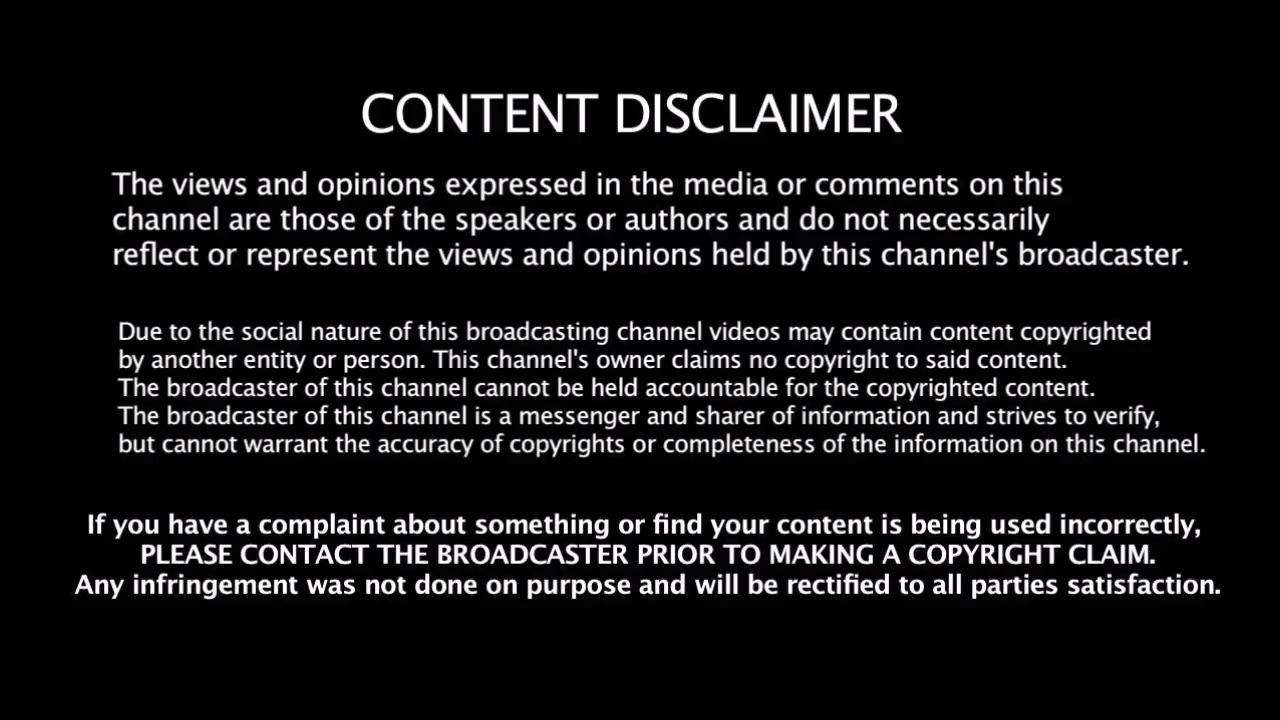 CONTENT DISCLAIMER
The views and opinions expressed in the media or comments on this
channel are those of the speakers or authors and do not necessarily
reflect or represent the views and opinions held by this channel's broadcaster.
Due to the social nature of this broadcasting channel videos may contain content copyrighted
by another entity or person. This channel's owner claims no copyright to said content.
The broadcaster of this channel cannot be held accountable for the copyrighted content.
The broadcaster of this channel is a messenger and sharer of information and strives to verify,
but cannot warrant the accuracy of copyrights or completeness of the information on this channel.
If you have a complaint about something or find your content is being used incorrectly,
PLEASE CONTACT THE BROADCASTER PRIOR TO MAKING A COPYRIGHT CLAIM.
Any infringement was not done on purpose and will be rectified to all parties satisfaction.